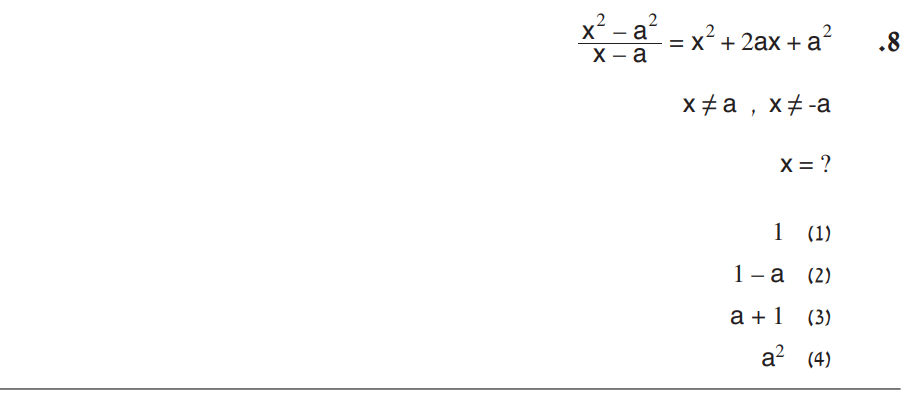 .8 (x² – a²)/(x – a) = x² + 2ax + a²
x ≠ a , x ≠ -a
x = ?
(1) 1
(2) 1 – a
(3) a + 1
(4) a²